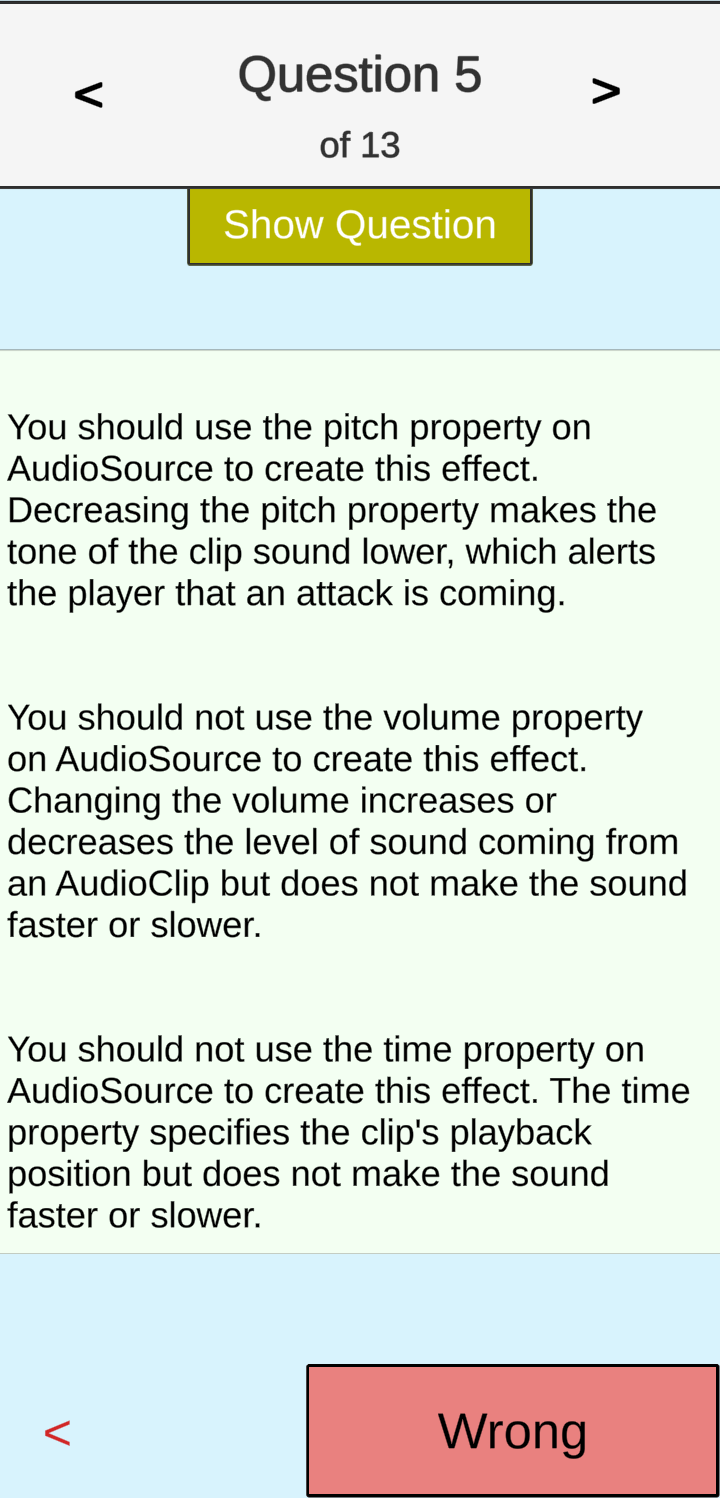 <
Question 5
>
of 13
Show Question
You should use the pitch property on
AudioSource to create this effect.
Decreasing the pitch property makes the
tone of the clip sound lower, which alerts
the player that an attack is coming.
You should not use the volume property
on AudioSource to create this effect.
Changing the volume increases or
decreases the level of sound coming from
an AudioClip but does not make the sound
faster or slower.
You should not use the time property on
AudioSource to create this effect. The time
property specifies the clip's playback
position but does not make the sound
faster or slower.
<
Wrong